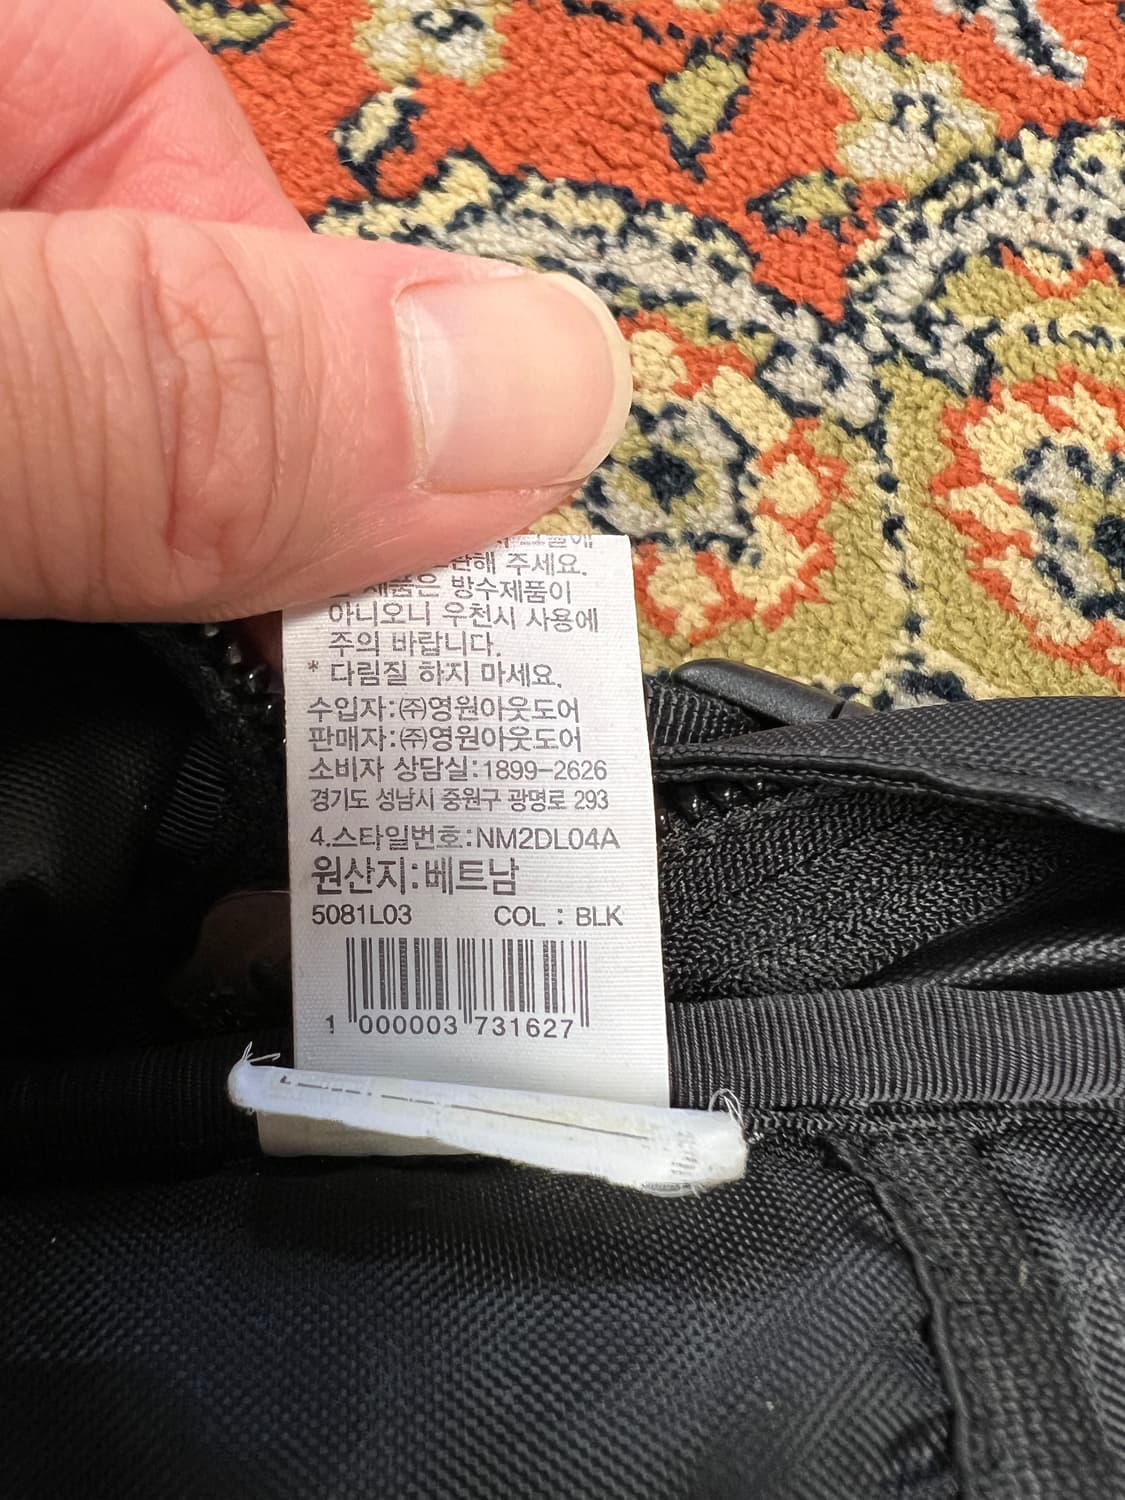 해 주세요.
제품은 방수제품이
아니오니 우천시 사용에
주의 바랍니다.
* 다림질 하지 마세요.
수입자:㈜영원아웃도어
판매자:㈜영원아웃도어
소비자 상담실:1899-2626
경기도 성남시 중원구 광명로 293
4.스타일번호:NM2DL04A
원산지:베트남
5081L03 COL : BLK
1 000003 731627